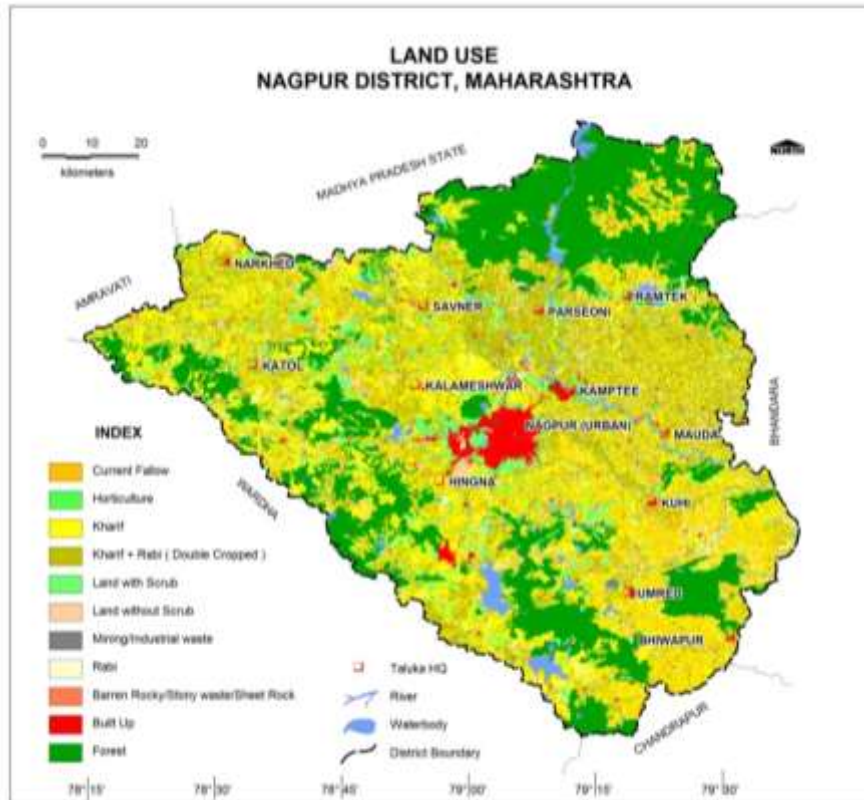 LAND USE
NAGPUR DISTRICT, MAHARASHTRA
0 10 20
kilometers
NORTH
MADHYA PRADESH STATE
AMRAVATI
WARDHA
BHANDARA
CHANDRAPUR
NARKHED
SAVNER
PARSEONI
RAMTEK
KATOL
KALAMESHWAR
KAMPTEE
NAGPUR (URBAN)
MAUDA
HINGNA
KUHI
UMRED
BHIWAPUR
INDEX
Current Fallow
Horticulture
Kharif
Kharif + Rabi ( Double Cropped )
Land with Scrub
Land without Scrub
Mining/Industrial waste
Rabi
Barren Rocky/Stony waste/Sheet Rock
Built Up
Forest
Taluka HQ
River
Waterbody
District Boundary
78° 15' 78° 30' 78° 45' 79° 00' 79° 15' 79° 30'